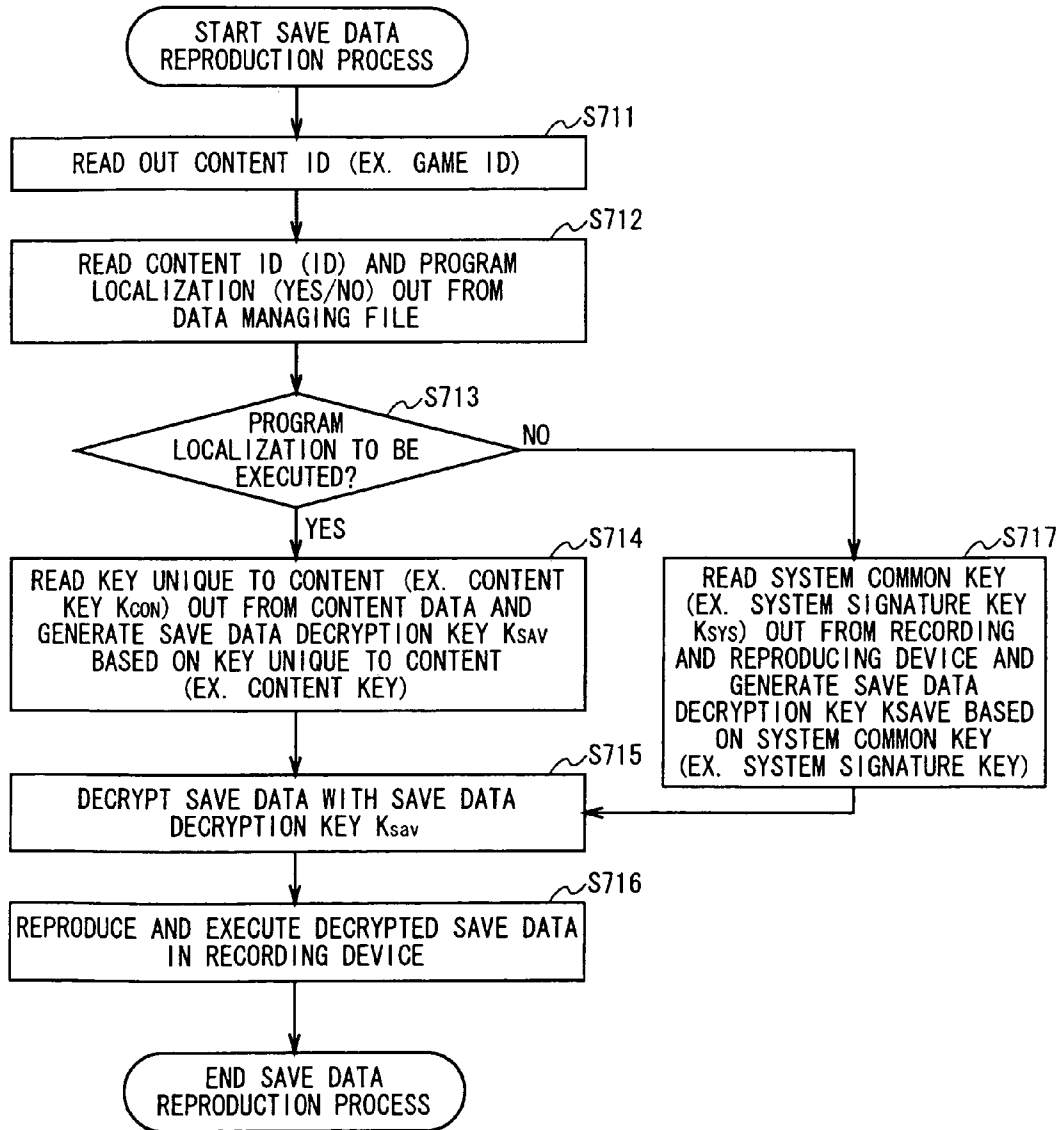 START SAVE DATA
REPRODUCTION PROCESS
S711
READ OUT CONTENT ID (EX. GAME ID)
S712
READ CONTENT ID (ID) AND PROGRAM
LOCALIZATION (YES/NO) OUT FROM
DATA MANAGING FILE
S713
PROGRAM
LOCALIZATION TO BE
EXECUTED?
NO
YES
S714
READ KEY UNIQUE TO CONTENT (EX. CONTENT
KEY KCON) OUT FROM CONTENT DATA AND
GENERATE SAVE DATA DECRYPTION KEY KSAV
BASED ON KEY UNIQUE TO CONTENT
(EX. CONTENT KEY)
S717
READ SYSTEM COMMON KEY
(EX. SYSTEM SIGNATURE KEY
KSYS) OUT FROM RECORDING
AND REPRODUCING DEVICE AND
GENERATE SAVE DATA
DECRYPTION KEY KSAVE BASED
ON SYSTEM COMMON KEY
(EX. SYSTEM SIGNATURE KEY)
S715
DECRYPT SAVE DATA WITH SAVE DATA
DECRYPTION KEY Ksav
S716
REPRODUCE AND EXECUTE DECRYPTED SAVE DATA
IN RECORDING DEVICE
END SAVE DATA
REPRODUCTION PROCESS